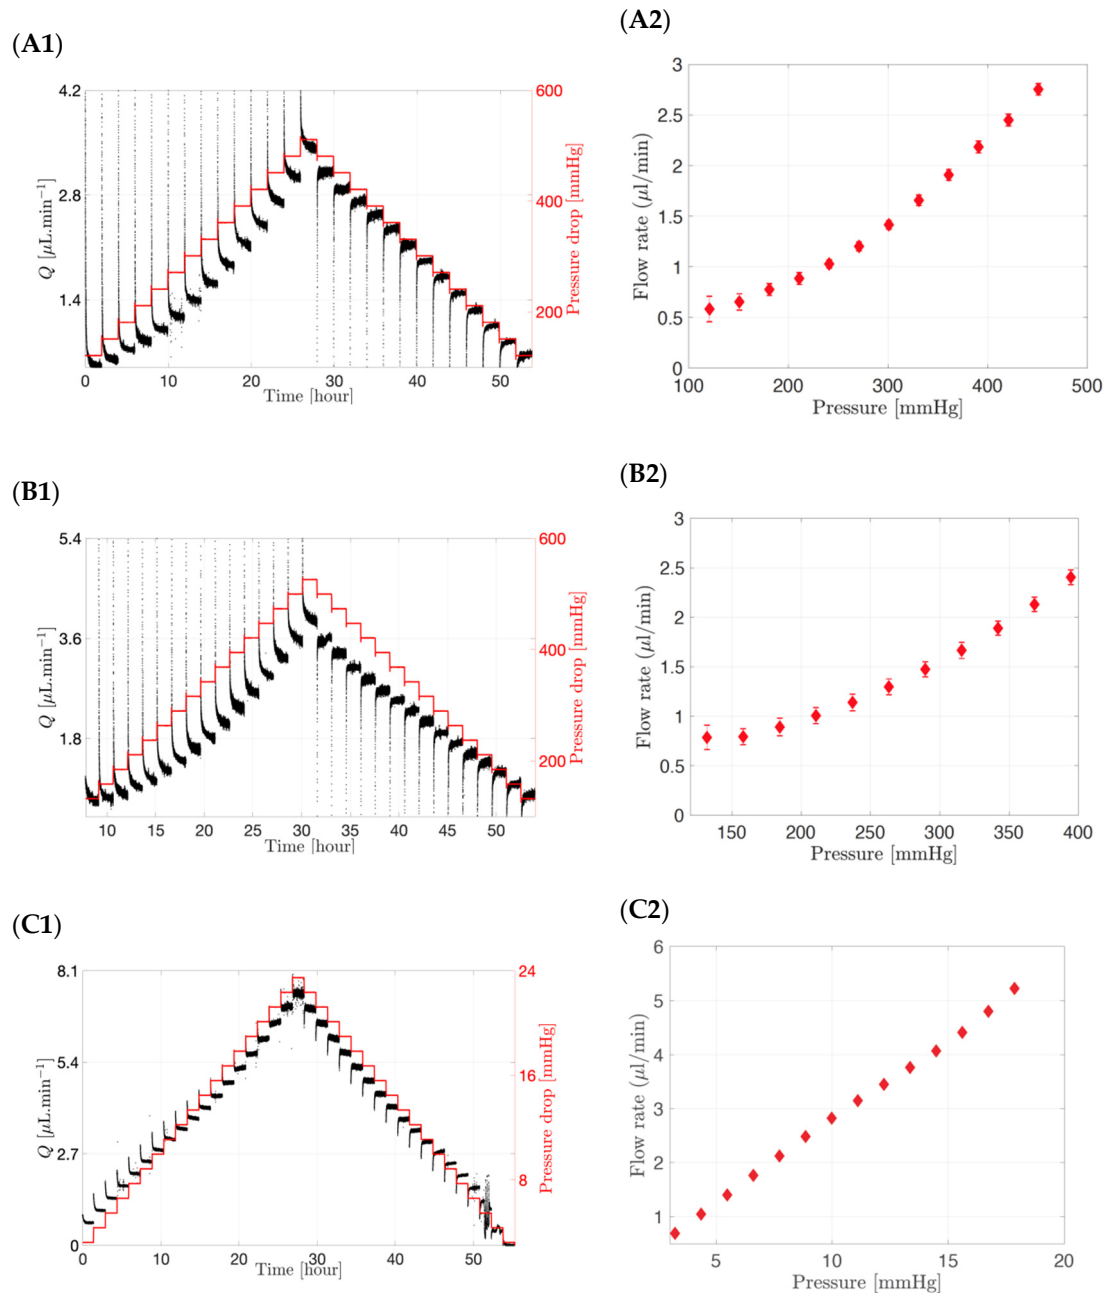 (A1)
4.2
2.8
1.4
Q [μL.min⁻¹]
600
400
200
Pressure drop [mmHg]
0 10 20 30 40 50
Time [hour]
(A2)
3
2.5
2
1.5
1
0.5
0
Flow rate (μl/min)
100 200 300 400 500
Pressure [mmHg]
(B1)
5.4
3.6
1.8
Q [μL.min⁻¹]
600
400
200
Pressure drop [mmHg]
10 15 20 25 30 35 40 45 50
Time [hour]
(B2)
3
2.5
2
1.5
1
0.5
0
Flow rate (μl/min)
150 200 250 300 350 400
Pressure [mmHg]
(C1)
8.1
5.4
2.7
0
Q [μL.min⁻¹]
24
16
8
Pressure drop [mmHg]
0 10 20 30 40 50
Time [hour]
(C2)
6
5
4
3
2
1
Flow rate (μl/min)
5 10 15 20
Pressure [mmHg]